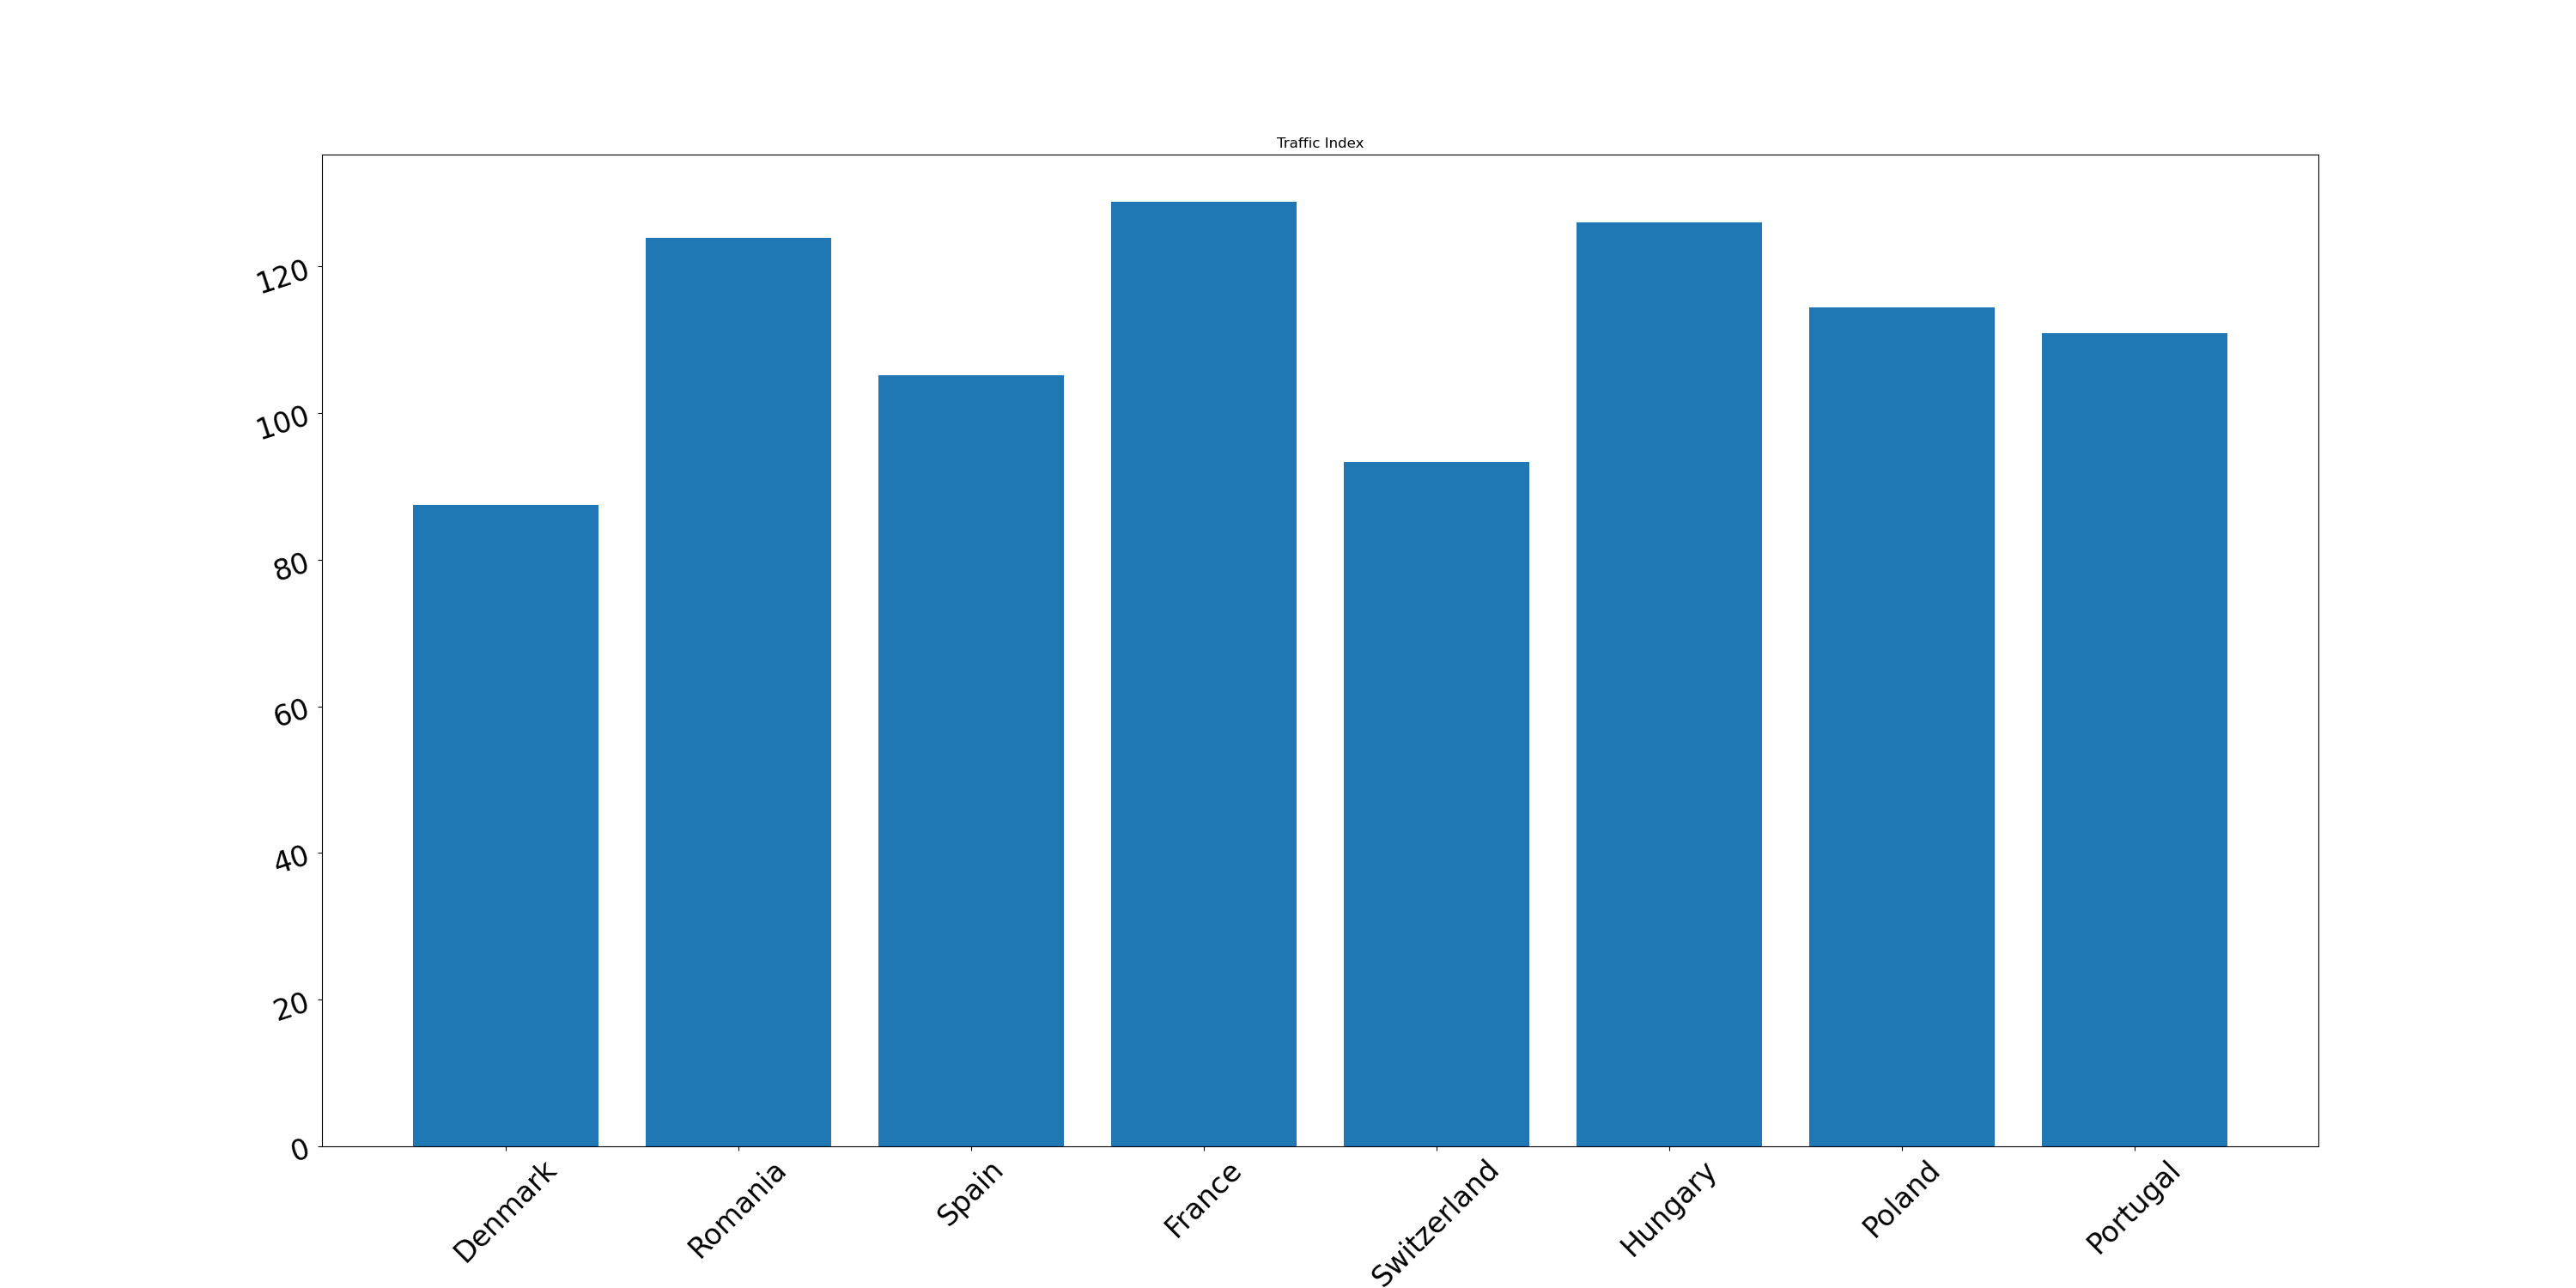 Traffic Index
120
100
80
60
40
20
0
Denmark
Romania
Spain
France
Switzerland
Hungary
Poland
Portugal